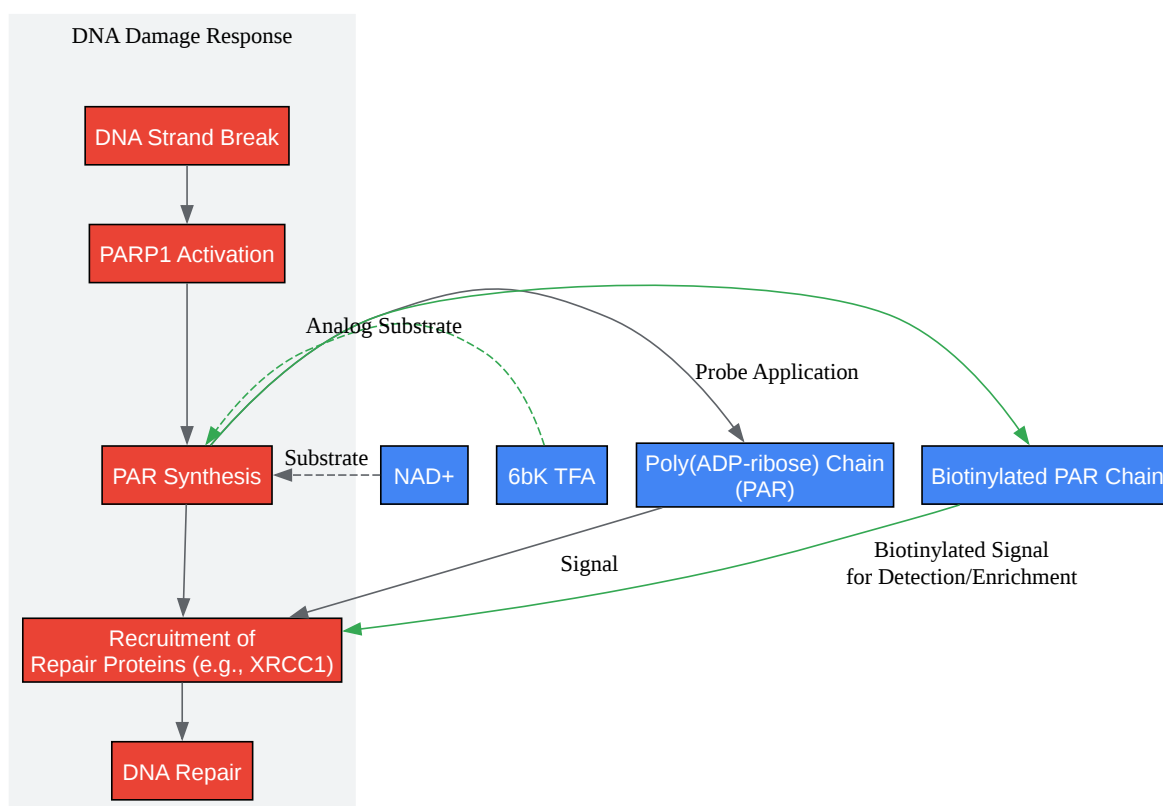 DNA Damage Response
DNA Strand Break
PARP1 Activation
Analog Substrate
Probe Application
PAR Synthesis
Substrate
NAD+
6bK TFA
Poly(ADP-ribose) Chain
(PAR)
Biotinylated PAR Chain
Signal
Biotinylated Signal
for Detection/Enrichment
Recruitment of
Repair Proteins (e.g., XRCC1)
DNA Repair